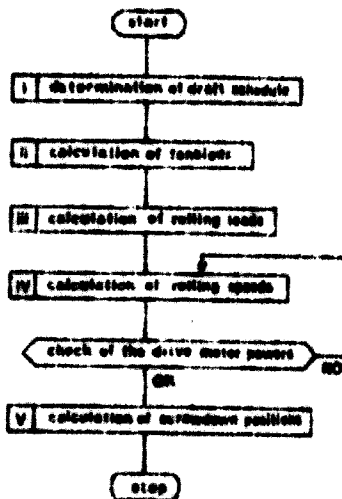 start
i determination of draft schedule
ii calculation of tensions
iii calculation of rolling loads
iv calculation of rolling speeds
check of the drive motor powers
NO
OK
v calculation of screwdown positions
stop